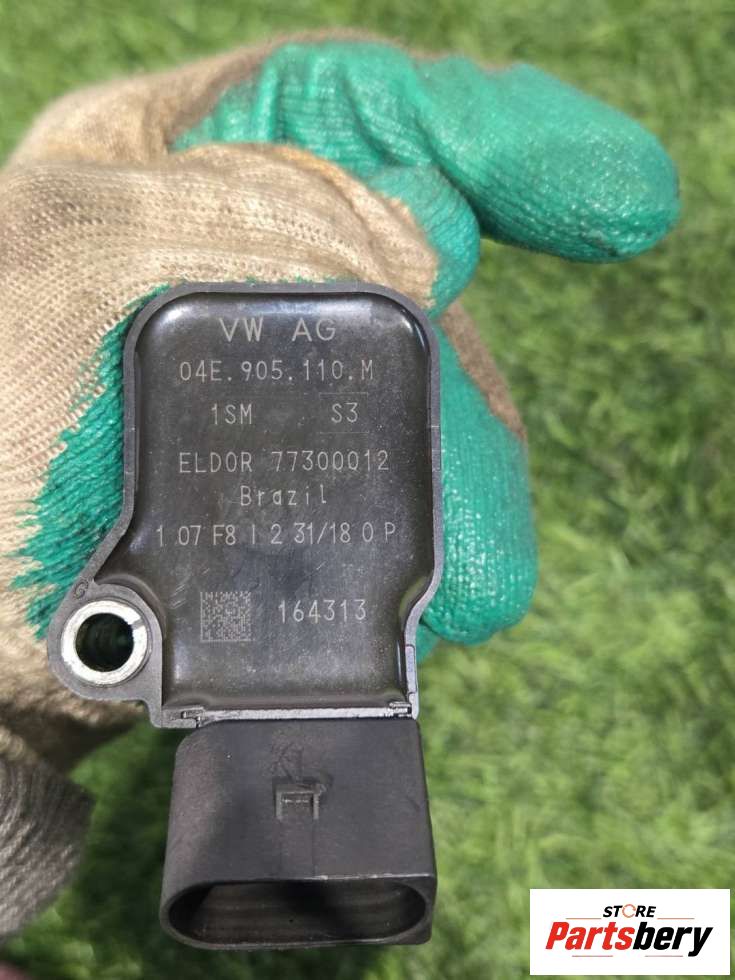 VW AG
04E.905.110.M
1SM S3
ELDOR 77300012
Brazil
1 07 F8 I 2 31/18 0 P
164313
STORE
Partsbery